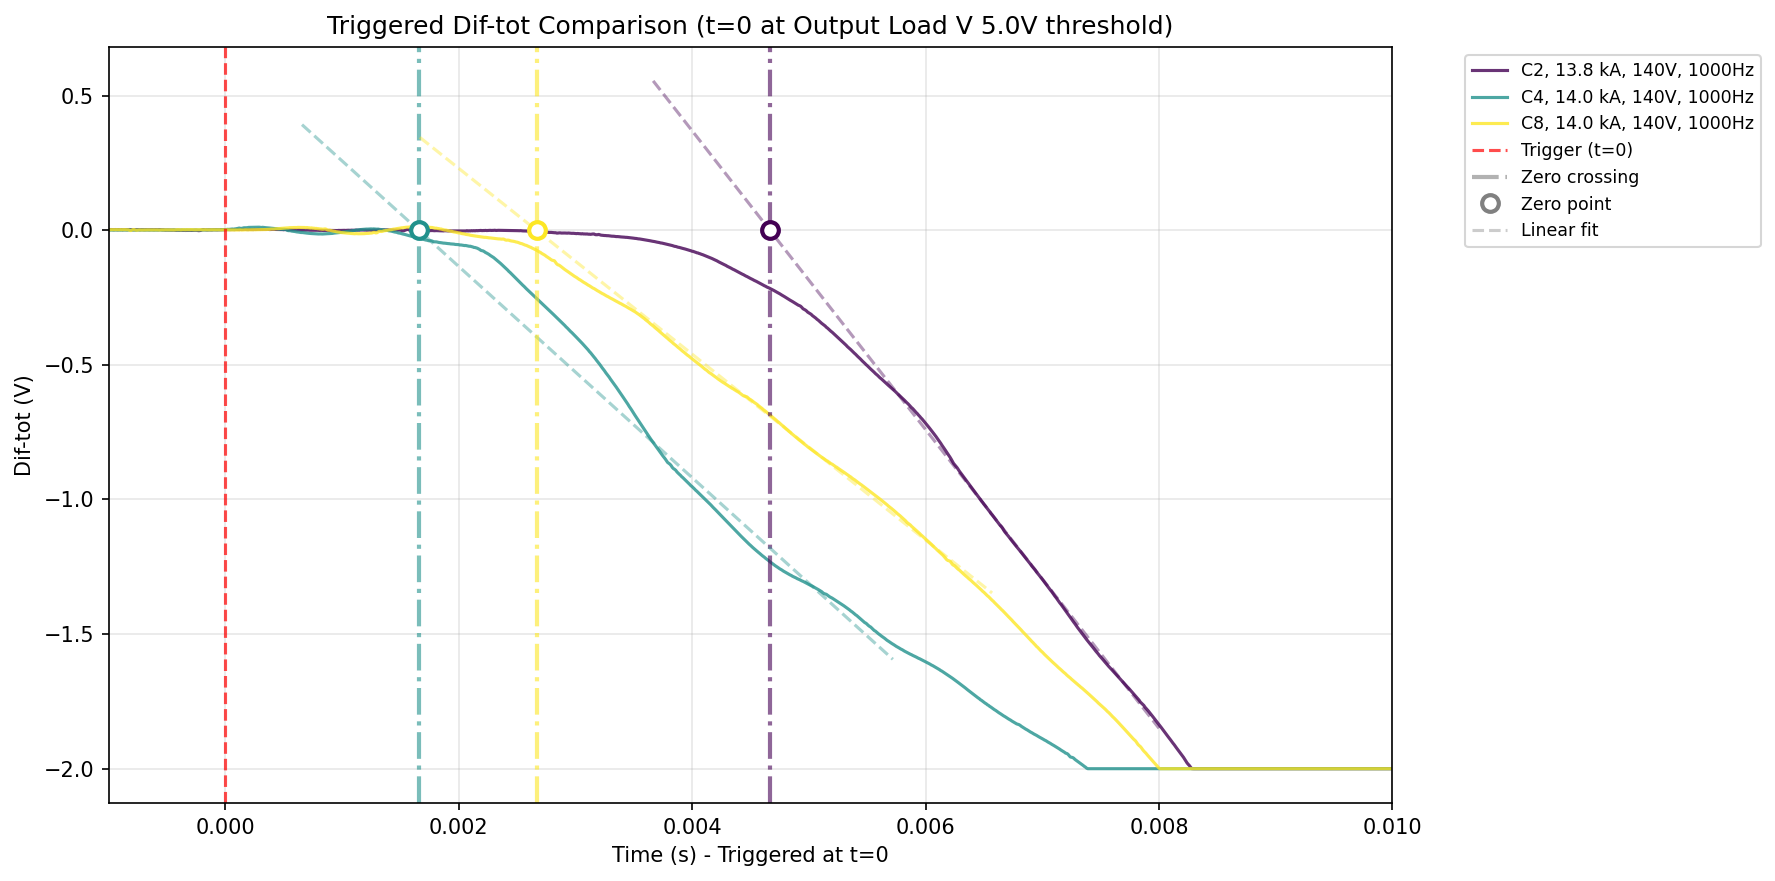 Triggered Dif-tot Comparison (t=0 at Output Load V 5.0V threshold)
C2, 13.8 kA, 140V, 1000Hz
C4, 14.0 kA, 140V, 1000Hz
C8, 14.0 kA, 140V, 1000Hz
Trigger (t=0)
Zero crossing
Zero point
Linear fit
Dif-tot (V)
0.5
0.0
−0.5
−1.0
−1.5
−2.0
0.000
0.002
0.004
0.006
0.008
0.010
Time (s) - Triggered at t=0